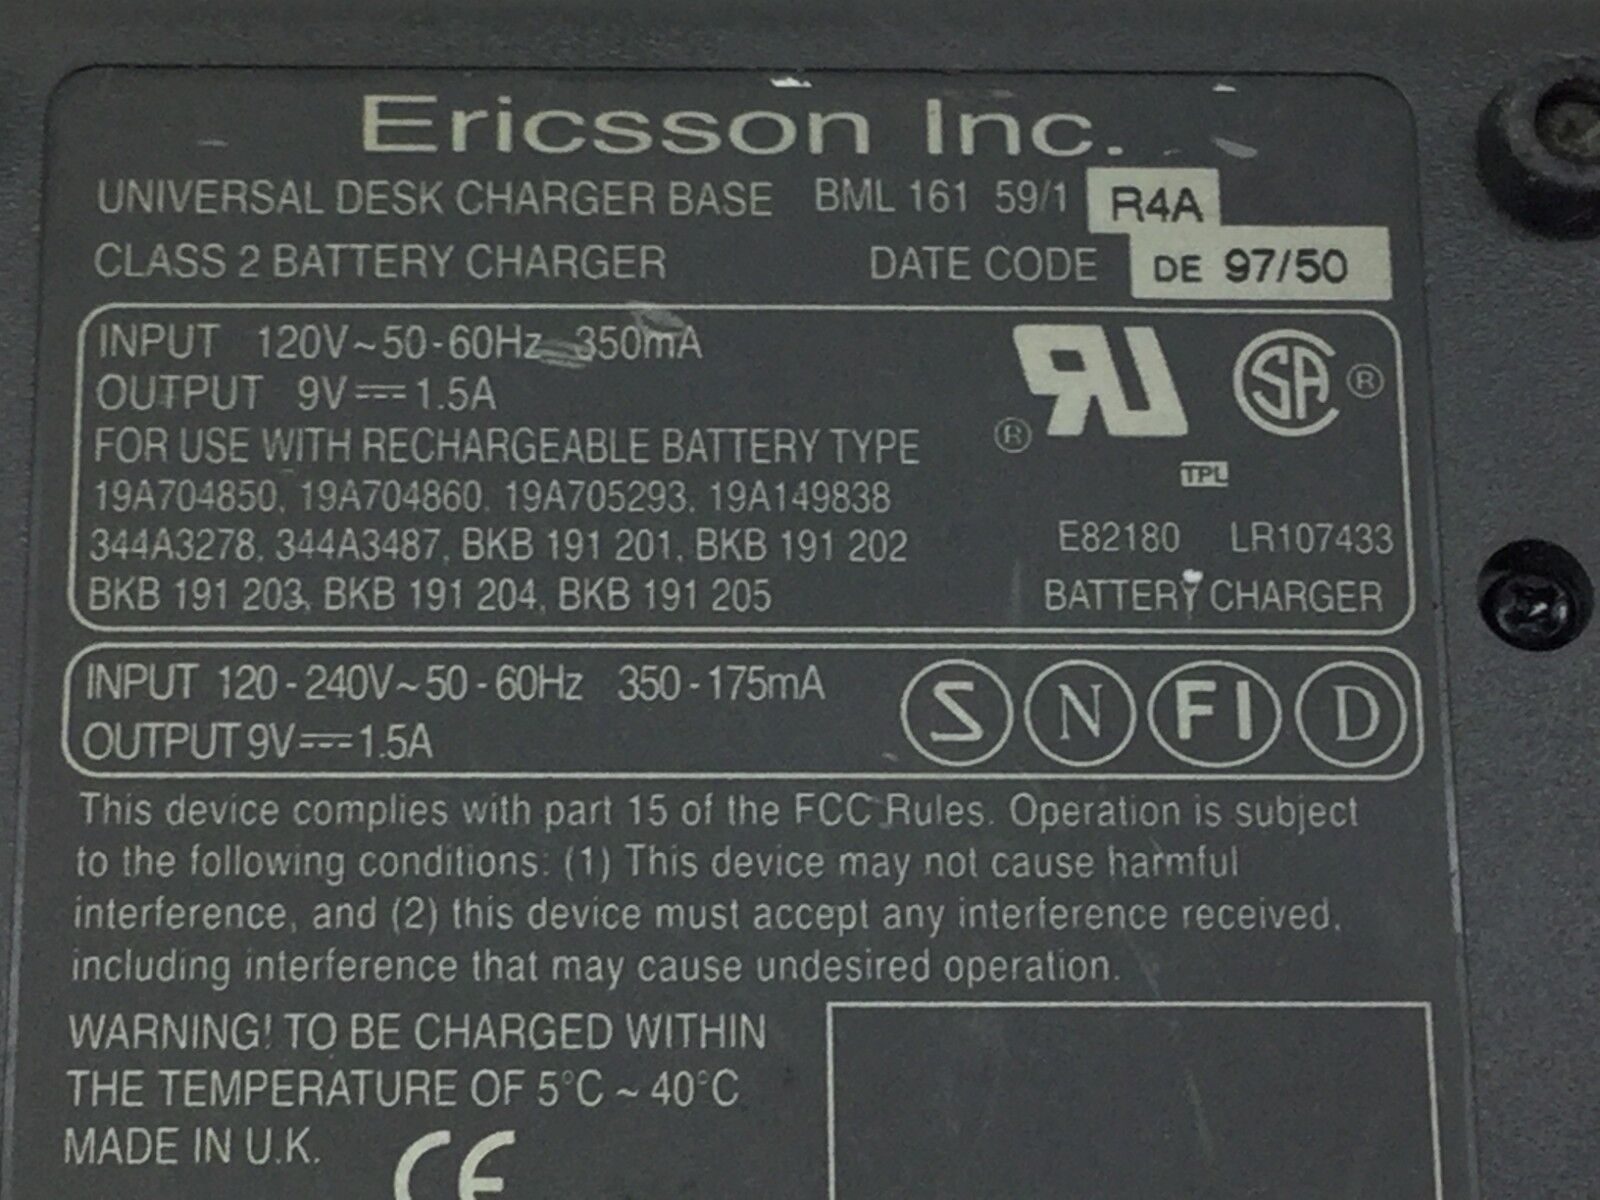 Ericsson Inc.
UNIVERSAL DESK CHARGER BASE BML 161 59/1 R4A
CLASS 2 BATTERY CHARGER DATE CODE DE 97/50
INPUT 120V~50-60Hz 350mA
OUTPUT 9V⎓1.5A
FOR USE WITH RECHARGEABLE BATTERY TYPE
19A704850, 19A704860, 19A705293, 19A149838
344A3278, 344A3487, BKB 191 201, BKB 191 202
BKB 191 203, BKB 191 204, BKB 191 205
RU ® SA ®
TPL
E82180 LR107433
BATTERY CHARGER
INPUT 120-240V~50-60Hz 350-175mA
OUTPUT 9V⎓1.5A
S N FI D
This device complies with part 15 of the FCC Rules. Operation is subject
to the following conditions: (1) This device may not cause harmful
interference, and (2) this device must accept any interference received,
including interference that may cause undesired operation.
WARNING! TO BE CHARGED WITHIN
THE TEMPERATURE OF 5°C ~ 40°C
MADE IN U.K.
CE